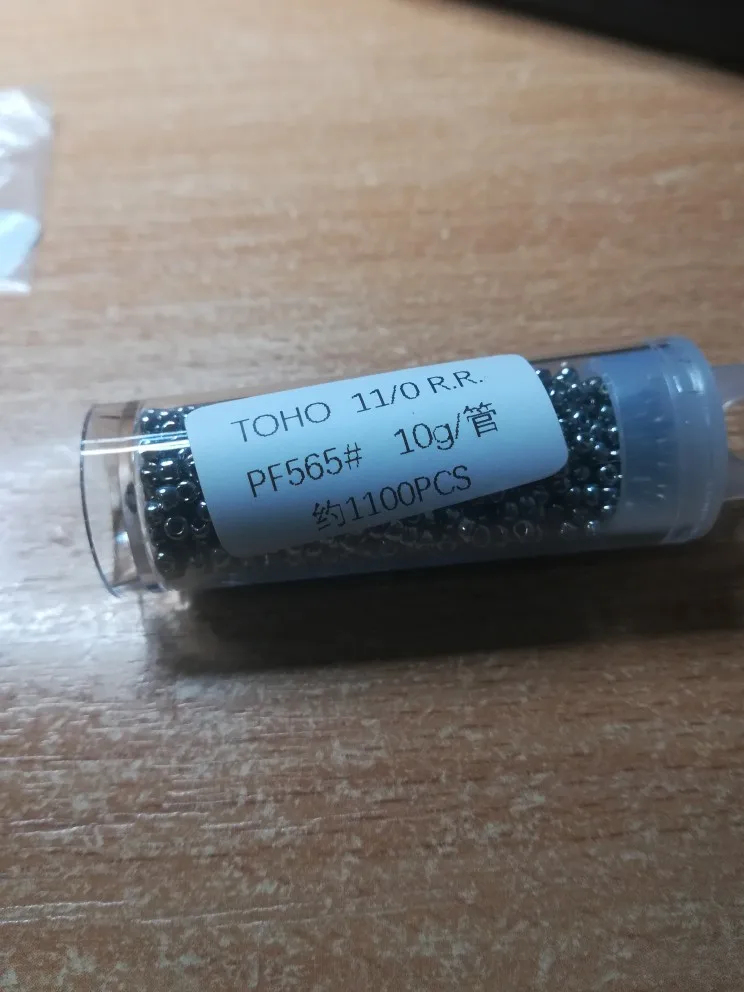 TOHO 11/0 R.R.
PF565# 10g/管
约1100PCS